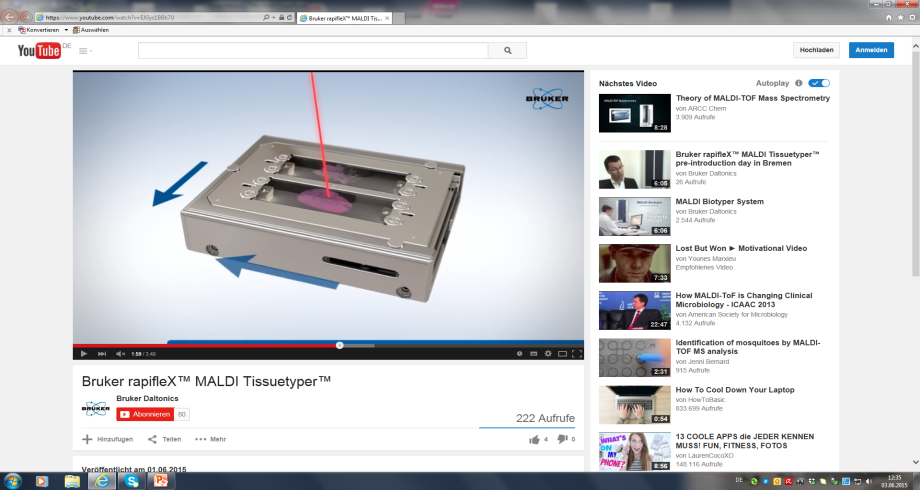 https://www.youtube.com/watch?v=
Bruker rapifleX™ MALDI Tis...
Konvertieren
Auswählen
YouTube DE
Hochladen
Anmelden
BRUKER
1:59 / 3:48
Bruker rapifleX™ MALDI Tissuetyper™
BRUKER
Bruker Daltonics
Abonnieren 80
222 Aufrufe
Hinzufügen
Teilen
Mehr
4
0
Veröffentlicht am 01.06.2015
Nächstes Video
Autoplay
8:28
Theory of MALDI-TOF Mass Spectrometry
von ARCC Chem
3.909 Aufrufe
6:05
Bruker rapifleX™ MALDI Tissuetyper™
pre-introduction day in Bremen
von Bruker Daltonics
26 Aufrufe
6:06
MALDI Biotyper System
von Bruker Daltonics
2.544 Aufrufe
7:33
Lost But Won ► Motivational Video
von Younes Marxieu
Empfohlenes Video
22:47
How MALDI-ToF is Changing Clinical
Microbiology - ICAAC 2013
von American Society for Microbiology
4.132 Aufrufe
2:31
Identification of mosquitoes by MALDI-
TOF MS analysis
von Jenni Bernard
915 Aufrufe
0:54
How To Cool Down Your Laptop
von HowToBasic
833.699 Aufrufe
WHAT'S
ON MY
PHONE?
8:56
13 COOLE APPS die JEDER KENNEN
MUSS! FUN, FITNESS, FOTOS
von LaurenCocoXO
148.116 Aufrufe
DE
12:35
03.06.2015